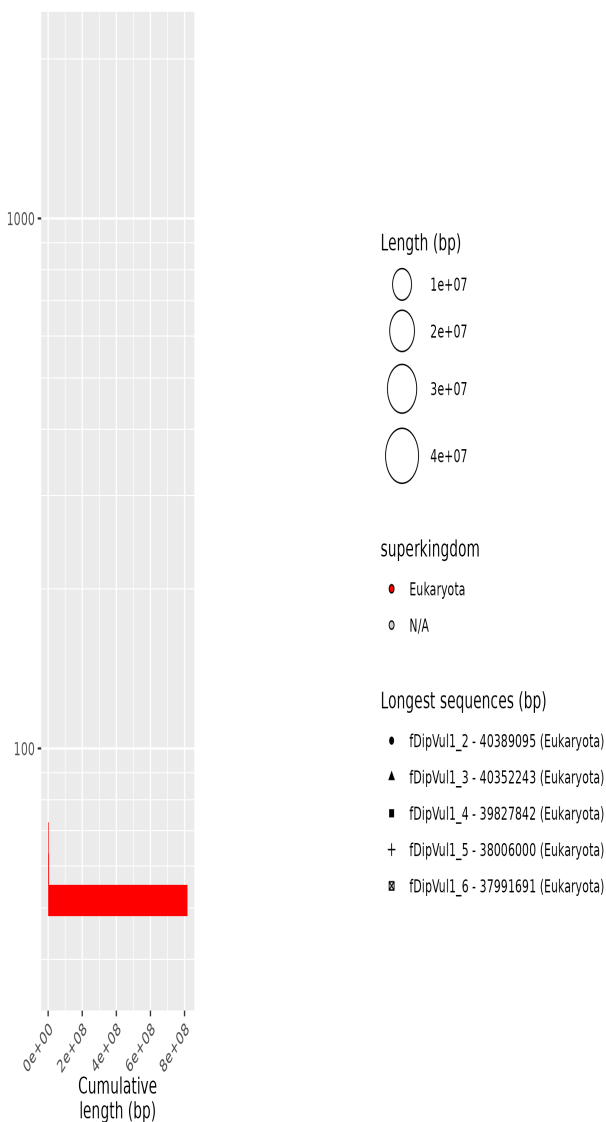 1000
100
0e+00
2e+08
4e+08
6e+08
8e+08
Cumulative
length (bp)
Length (bp)
1e+07
2e+07
3e+07
4e+07
superkingdom
Eukaryota
N/A
Longest sequences (bp)
fDipVul1_2 - 40389095 (Eukaryota)
fDipVul1_3 - 40352243 (Eukaryota)
fDipVul1_4 - 39827842 (Eukaryota)
fDipVul1_5 - 38006000 (Eukaryota)
fDipVul1_6 - 37991691 (Eukaryota)